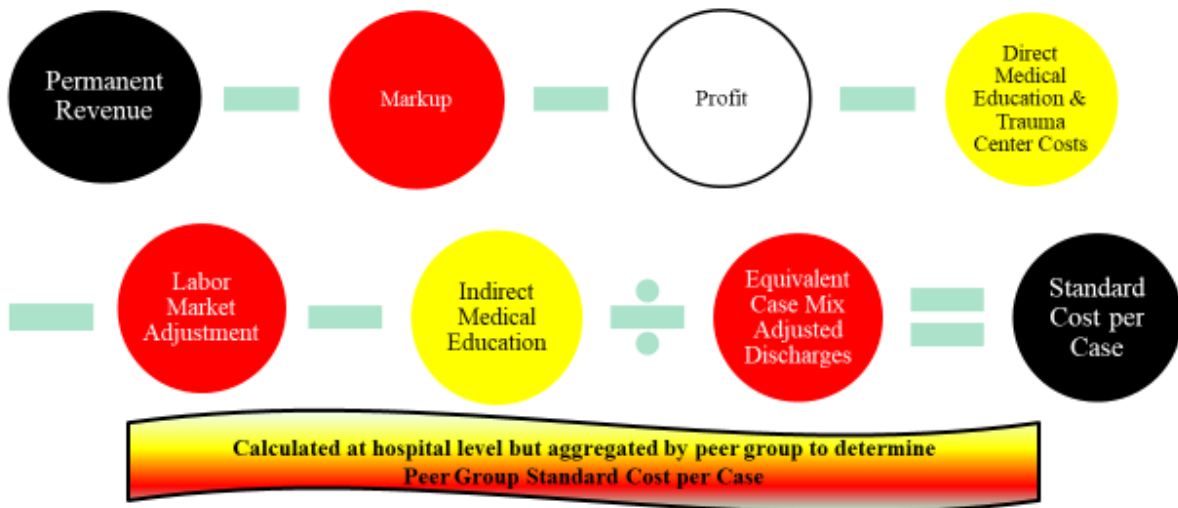 Permanent
Revenue
Markup
Profit
Direct
Medical
Education &
Trauma
Center Costs
Labor
Market
Adjustment
Indirect
Medical
Education
Equivalent
Case Mix
Adjusted
Discharges
Standard
Cost per
Case
Calculated at hospital level but aggregated by peer group to determine
Peer Group Standard Cost per Case